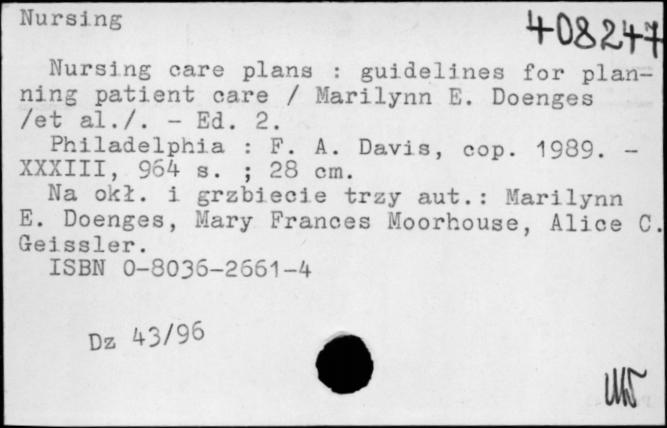 Nursing
408247
Nursing care plans : guidelines for plan-
ning patient care / Marilynn E. Doenges
/et al./. - Ed. 2.
Philadelphia : F. A. Davis, cop. 1989. -
XXXIII, 964 s. ; 28 cm.
Na okł. i grzbiecie trzy aut.: Marilynn
E. Doenges, Mary Frances Moorhouse, Alice C.
Geissler.
ISBN 0-8036-2661-4
Dz 43/96